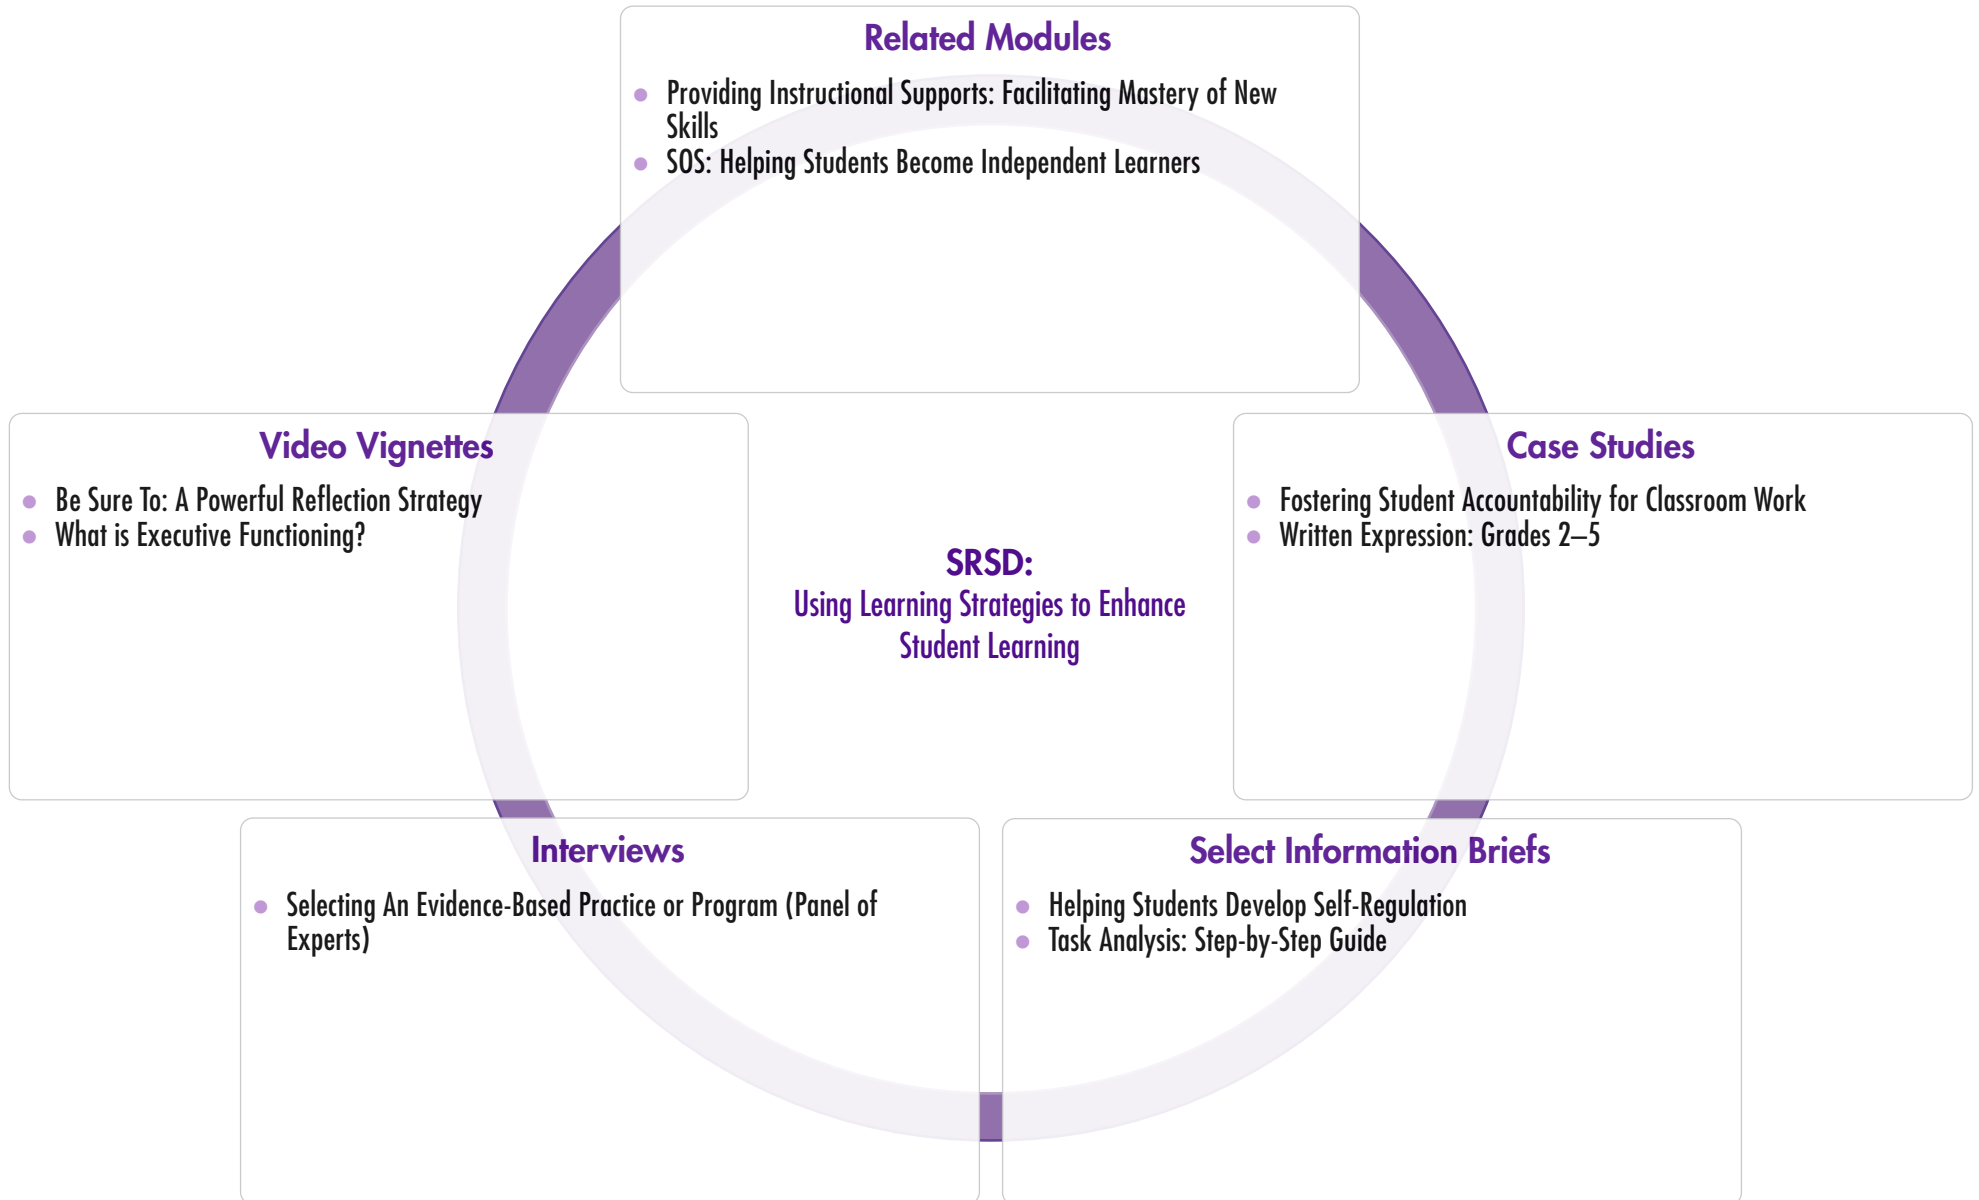 Related Modules
Providing Instructional Supports: Facilitating Mastery of New
Skills
SOS: Helping Students Become Independent Learners
Video Vignettes
Be Sure To: A Powerful Reflection Strategy
What is Executive Functioning?
SRSD:
Using Learning Strategies to Enhance
Student Learning
Case Studies
Fostering Student Accountability for Classroom Work
Written Expression: Grades 2–5
Interviews
Selecting An Evidence-Based Practice or Program (Panel of
Experts)
Select Information Briefs
Helping Students Develop Self-Regulation
Task Analysis: Step-by-Step Guide